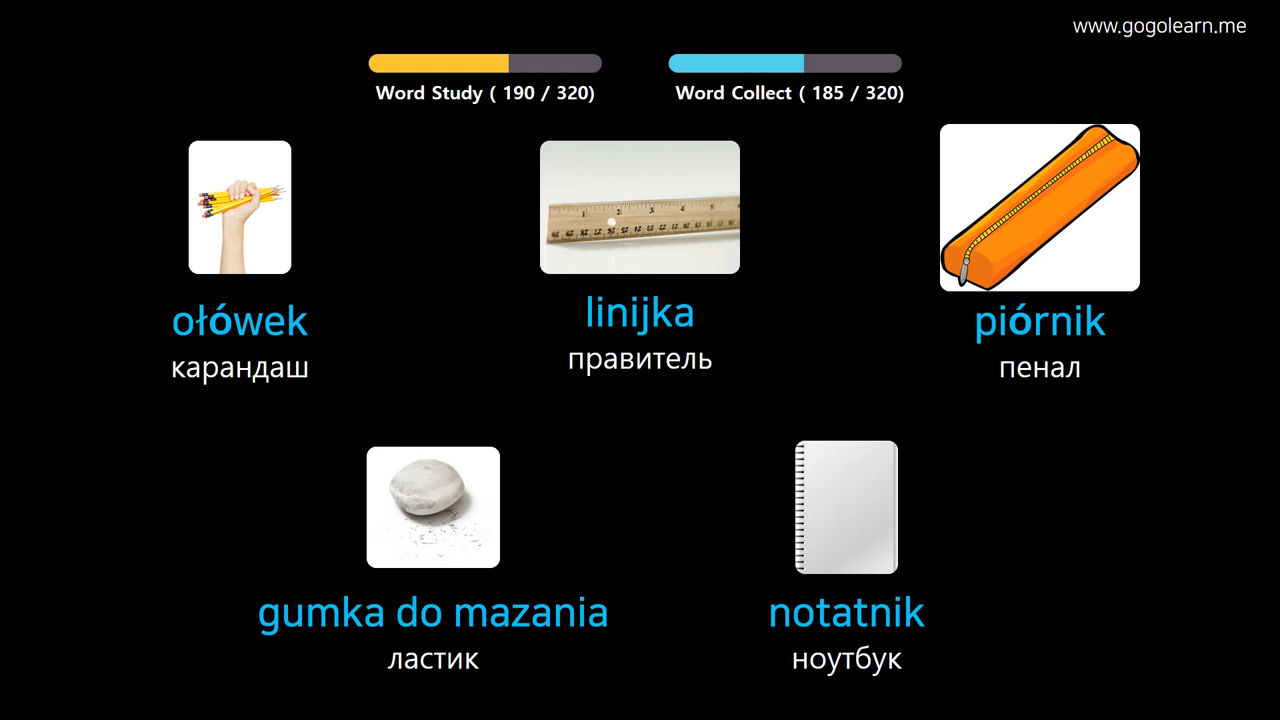 www.gogolearn.me
Word Study ( 190 / 320)
Word Collect ( 185 / 320)
ołówek
карандаш
linijka
правитель
piórnik
пенал
gumka do mazania
ластик
notatnik
ноутбук